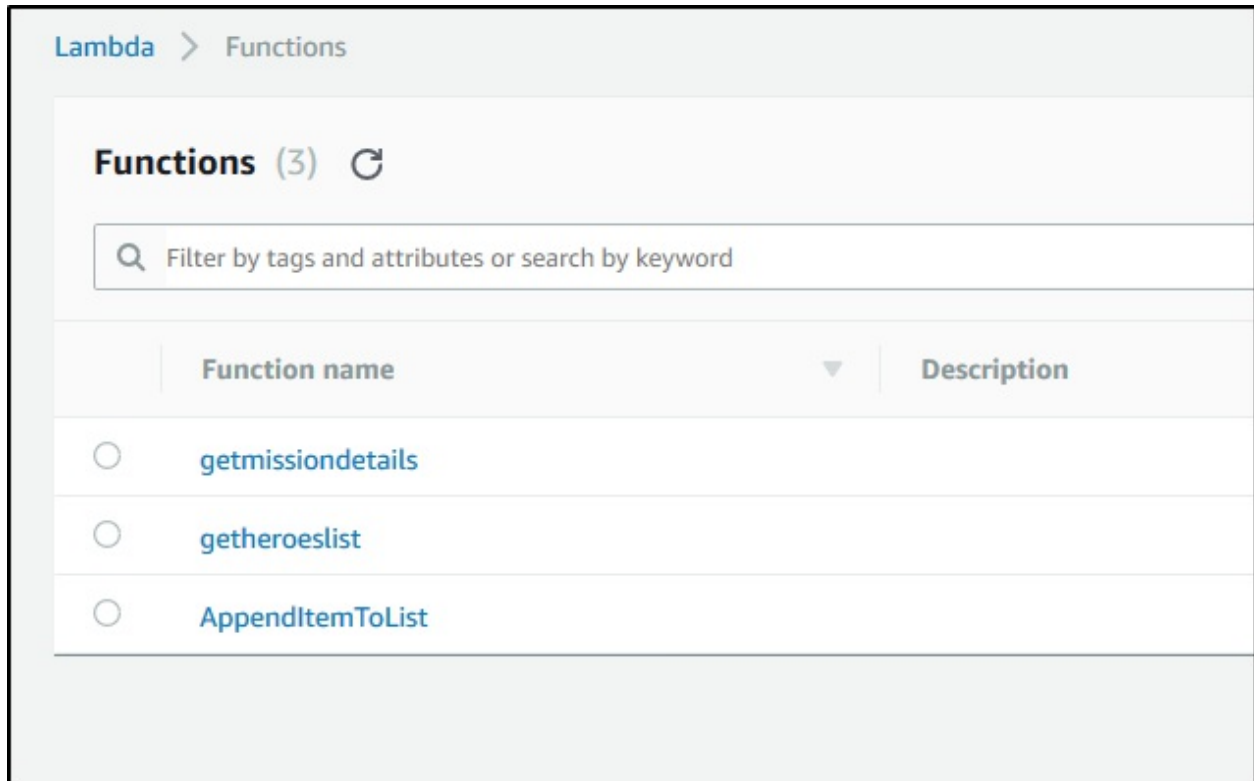 Lambda > Functions
Functions (3)
Filter by tags and attributes or search by keyword
Function name Description
getmissiondetails
getheroeslist
AppendItemToList